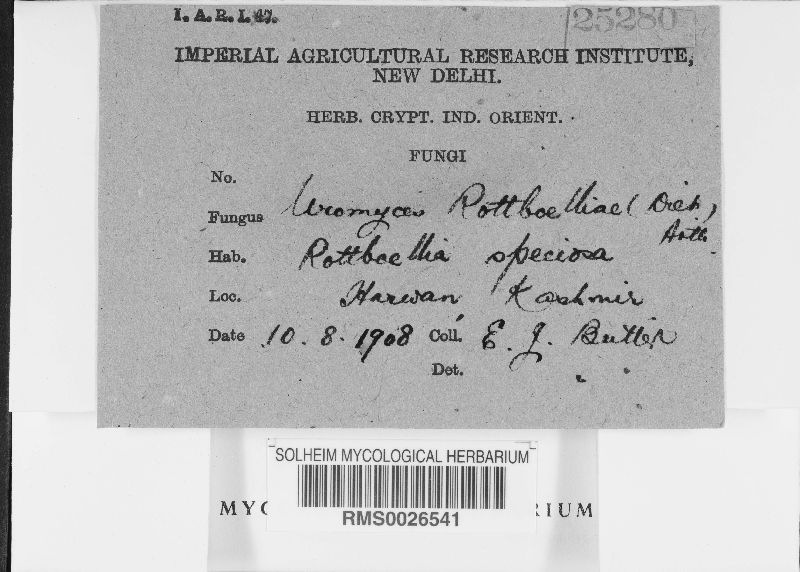 I. A. R. I. 47.
25280
IMPERIAL AGRICULTURAL RESEARCH INSTITUTE,
NEW DELHI.
HERB. CRYPT. IND. ORIENT.
FUNGI
No.
Fungus Uromyces Rottboelliae (Diet)
Arth.
Hab. Rottboellia speciosa
Loc. Harwan, Kashmir
Date 10. 8. 1908 Coll. E. J. Butler
Det.
SOLHEIM MYCOLOGICAL HERBARIUM
MYC RIUM
RMS0026541